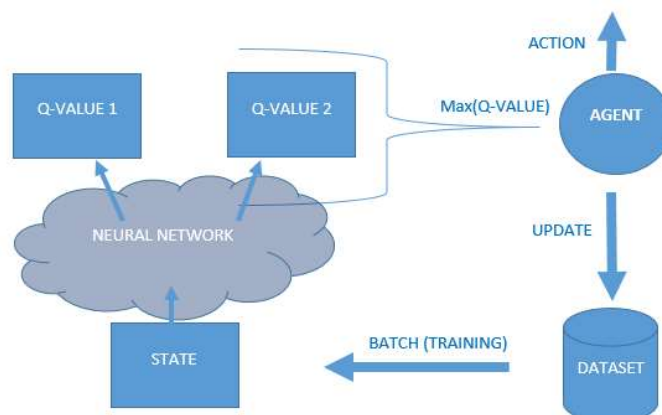 ACTION
Q-VALUE 1
Q-VALUE 2
Max(Q-VALUE)
AGENT
NEURAL NETWORK
UPDATE
STATE
BATCH (TRAINING)
DATASET